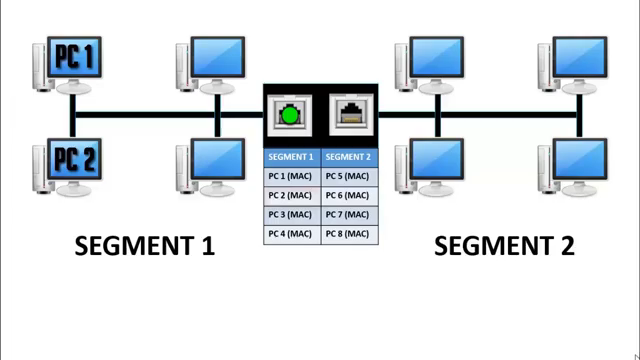 PC 1
PC 2
SEGMENT 1 SEGMENT 2
PC 1 (MAC) PC 5 (MAC)
PC 2 (MAC) PC 6 (MAC)
PC 3 (MAC) PC 7 (MAC)
PC 4 (MAC) PC 8 (MAC)
SEGMENT 1 SEGMENT 2